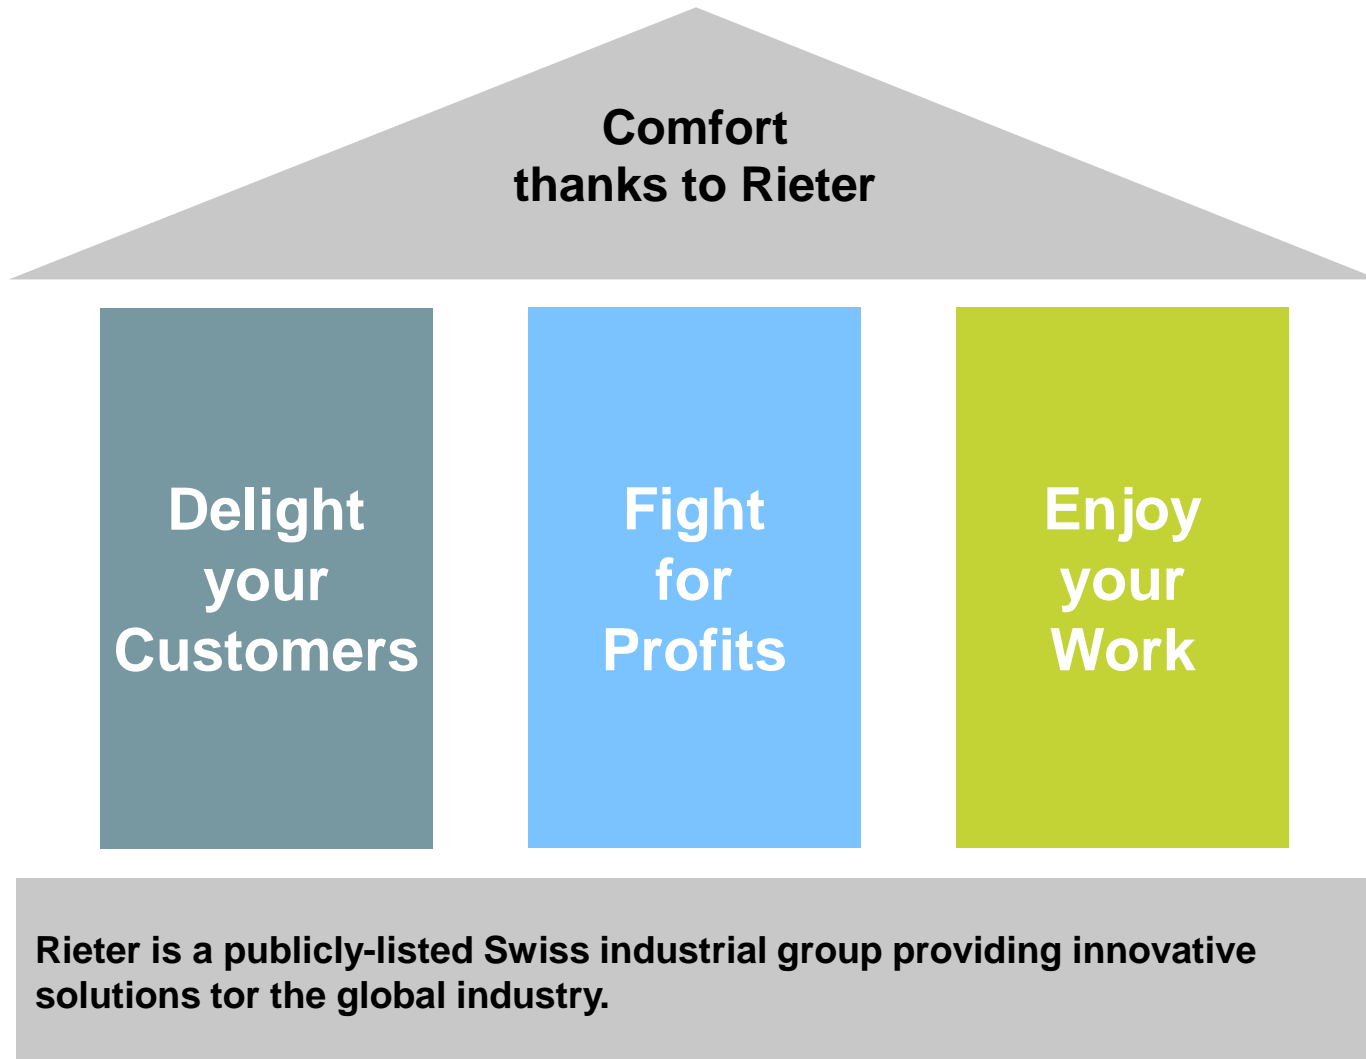 Comfort
thanks to Rieter
Delight
your
Customers
Fight
for
Profits
Enjoy
your
Work
Rieter is a publicly-listed Swiss industrial group providing innovative
solutions tor the global industry.